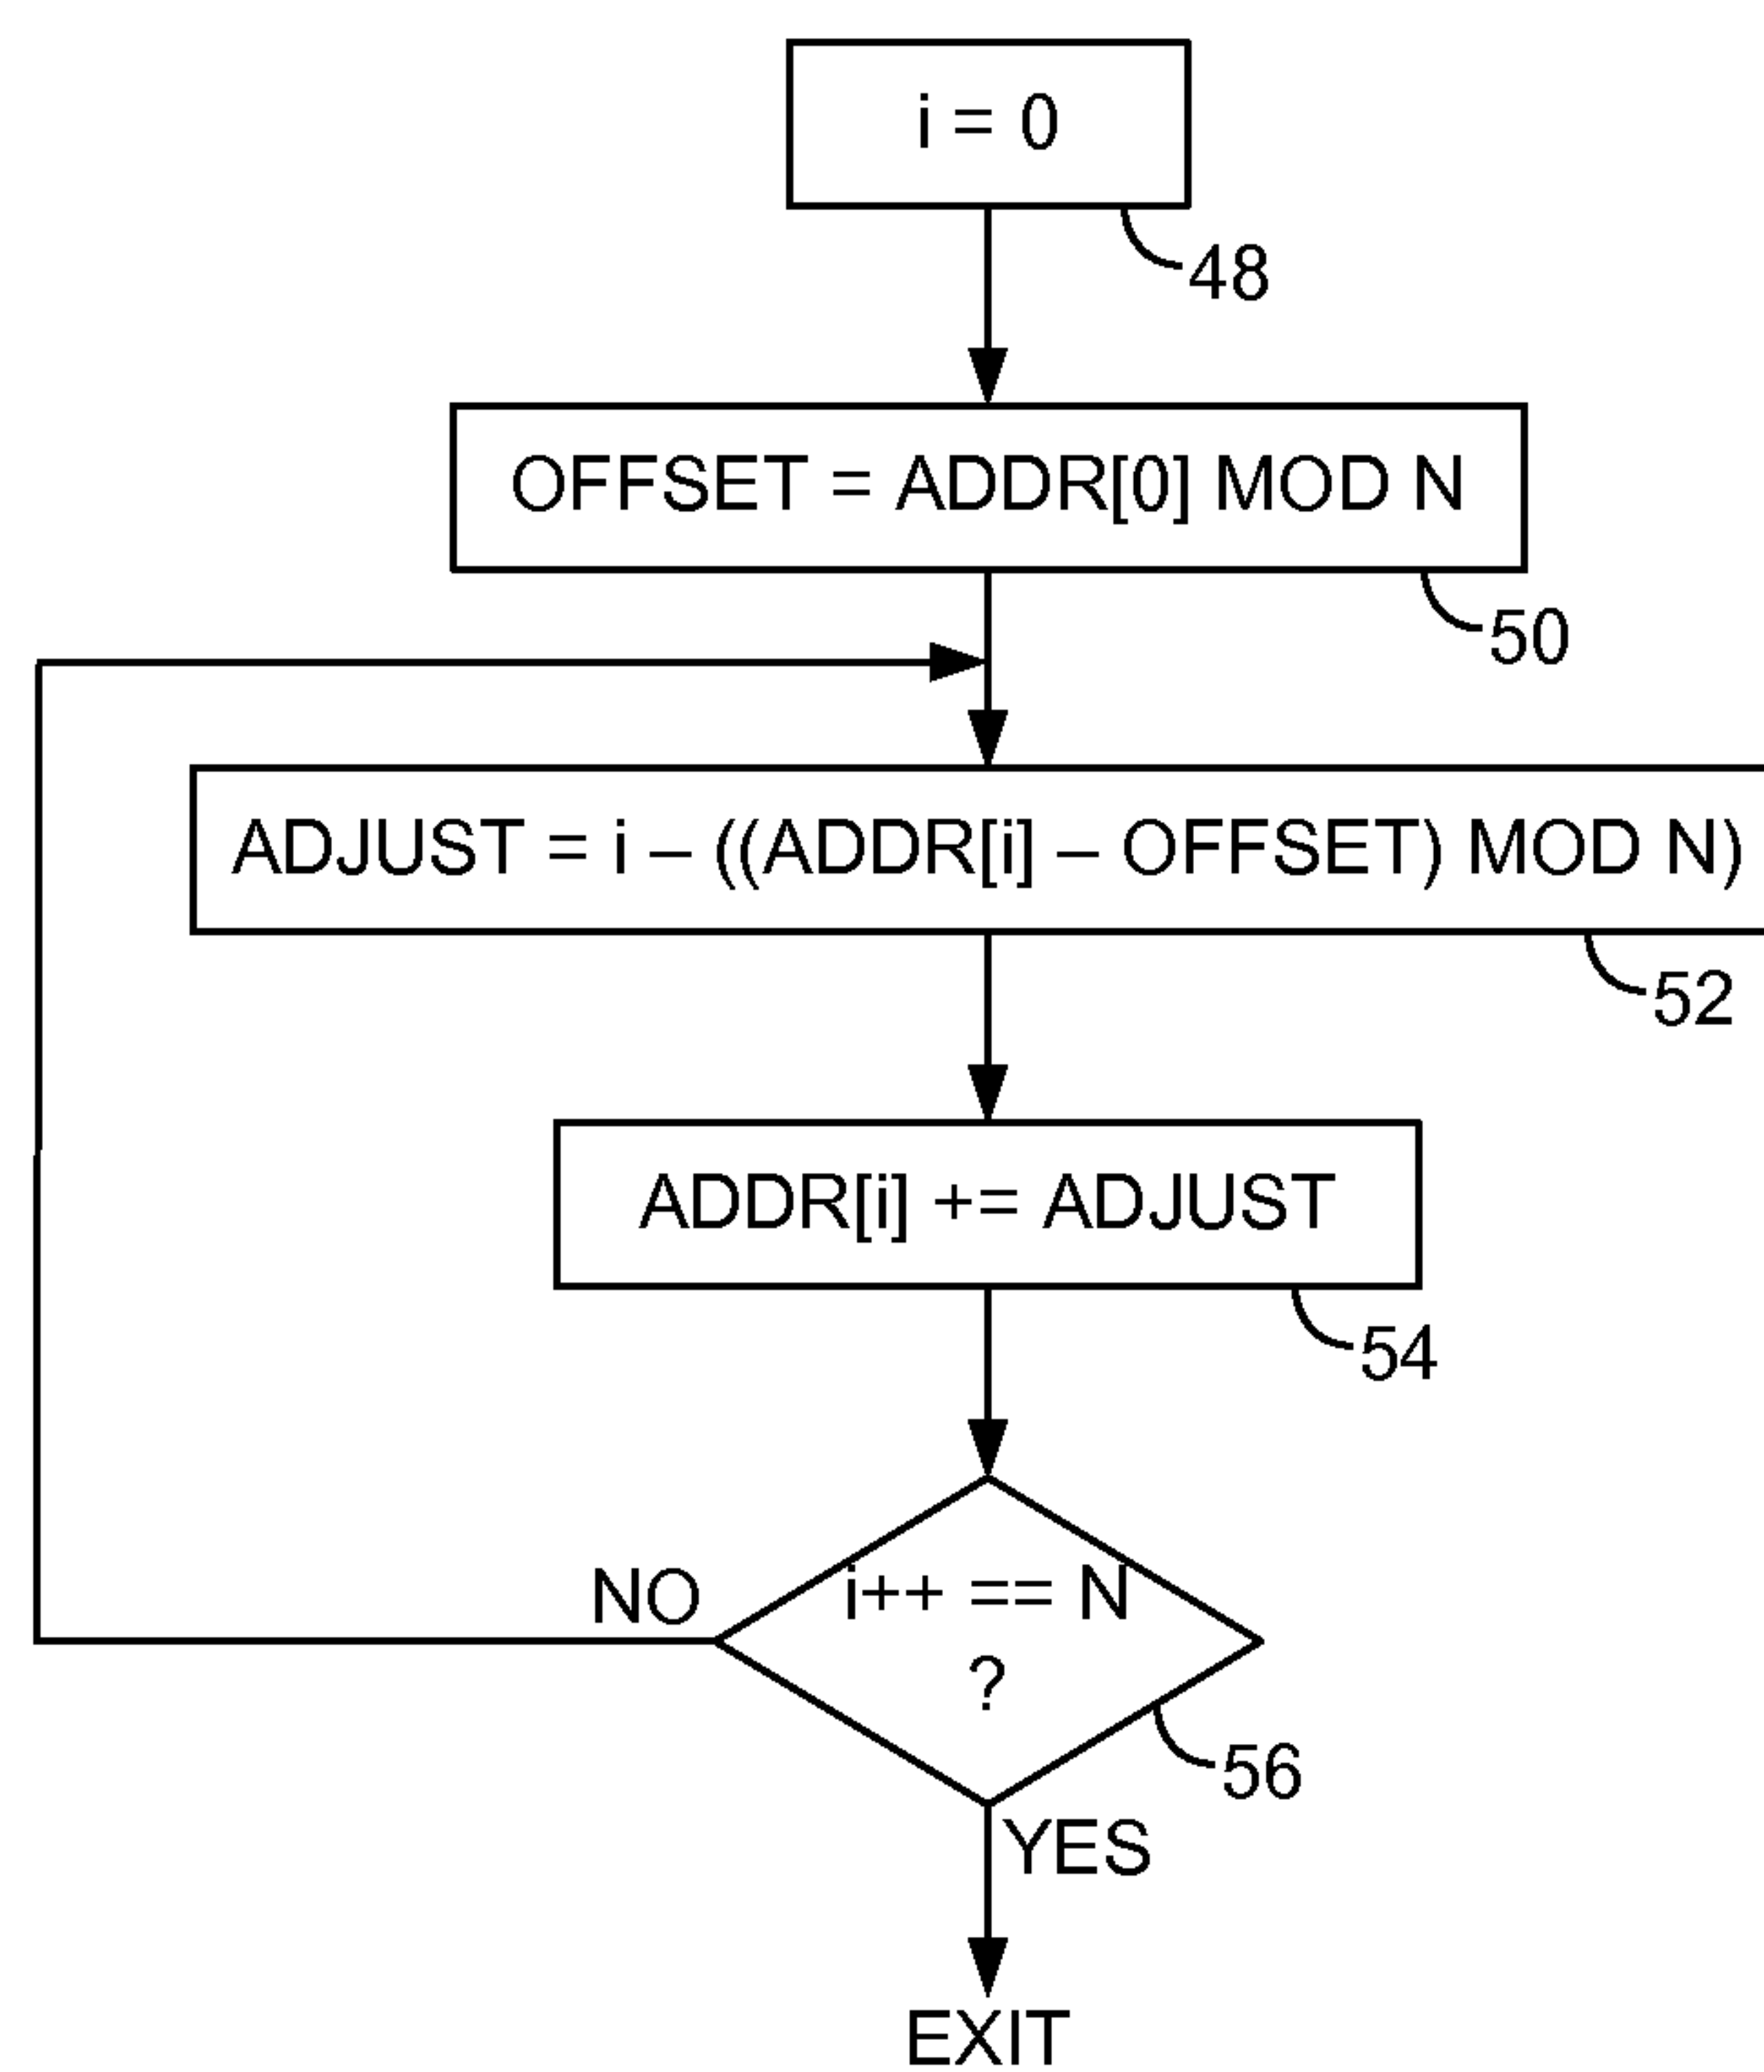 i = 0
48
OFFSET = ADDR[0] MOD N
50
ADJUST = i – ((ADDR[i] – OFFSET) MOD N)
52
ADDR[i] += ADJUST
54
NO
i++ == N
?
56
YES
EXIT